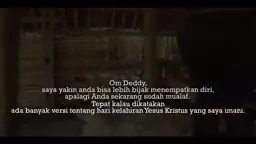 Om Deddy,
saya yakin anda bisa lebih bijak menempatkan diri,
apalagi Anda sekarang sudah mualaf.
Tepat kalau dikatakan
ada banyak versi tentang hari kelahiran Yesus Kristus yang saya imani.